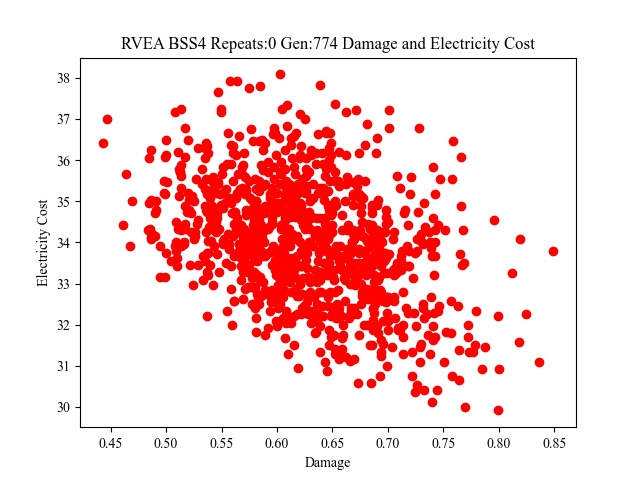 RVEA BSS4 Repeats:0 Gen:774 Damage and Electricity Cost
38
37
36
35
34
33
32
31
30
Electricity Cost
0.45 0.50 0.55 0.60 0.65 0.70 0.75 0.80 0.85
Damage